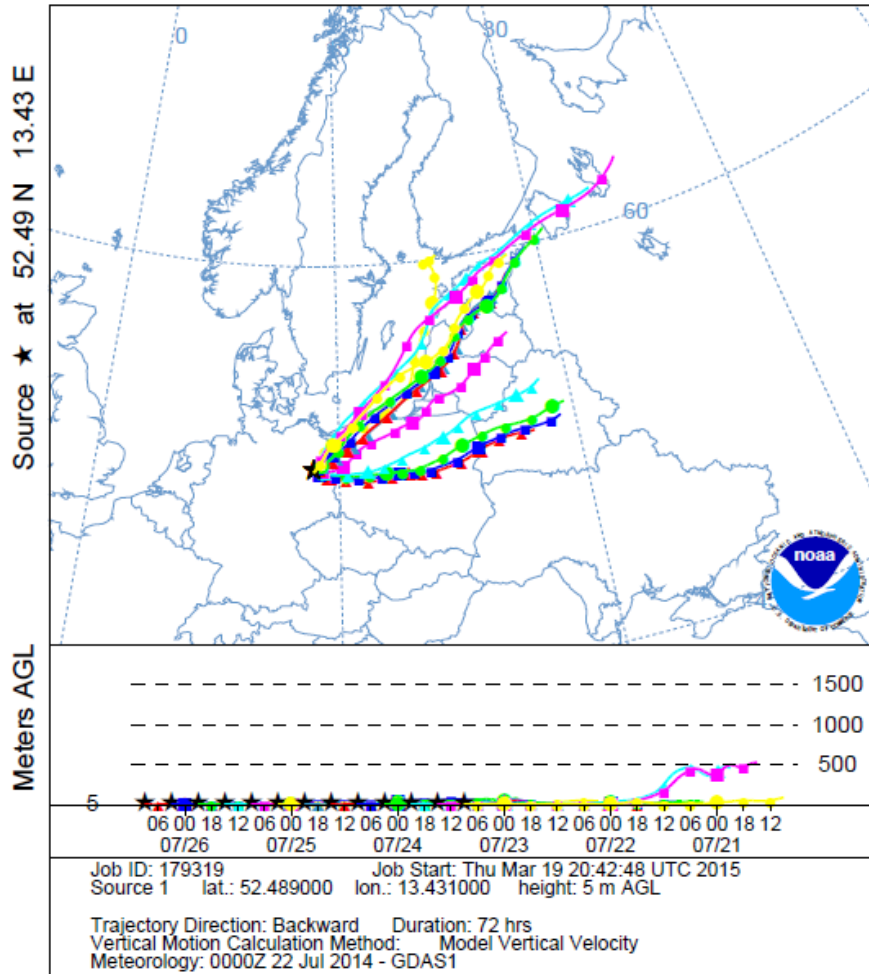 Source ★ at 52.49 N 13.43 E
0
30
60
noaa
Meters AGL
1500
1000
500
5
06 00 18 12 06 00 18 12 06 00 18 12 06 00 18 12 06 00 18 12 06 00 18 12
07/26 07/25 07/24 07/23 07/22 07/21
Job ID: 179319 Job Start: Thu Mar 19 20:42:48 UTC 2015
Source 1 lat.: 52.489000 lon.: 13.431000 height: 5 m AGL
Trajectory Direction: Backward Duration: 72 hrs
Vertical Motion Calculation Method: Model Vertical Velocity
Meteorology: 0000Z 22 Jul 2014 - GDAS1